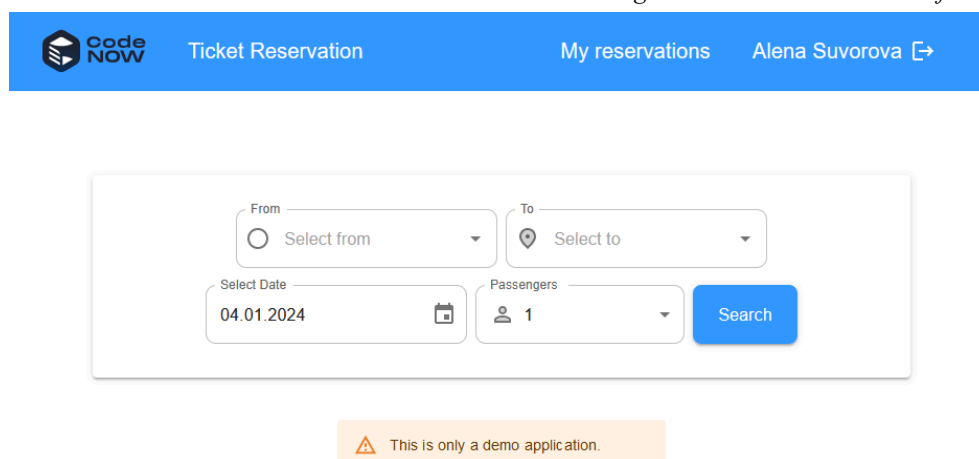 Code
NOW
Ticket Reservation
My reservations
Alena Suvorova
From
To
Select from
Select to
Select Date
Passengers
04.01.2024
1
Search
This is only a demo application.